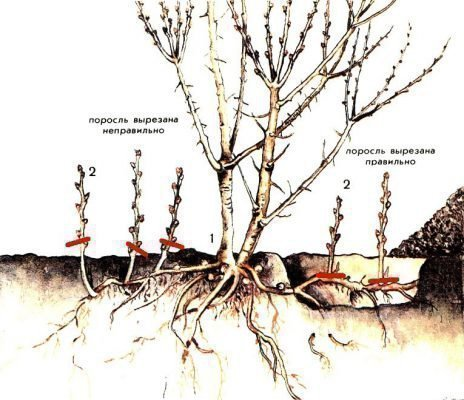 поросль вырезана
неправильно
поросль вырезана
правильно
2
2
1